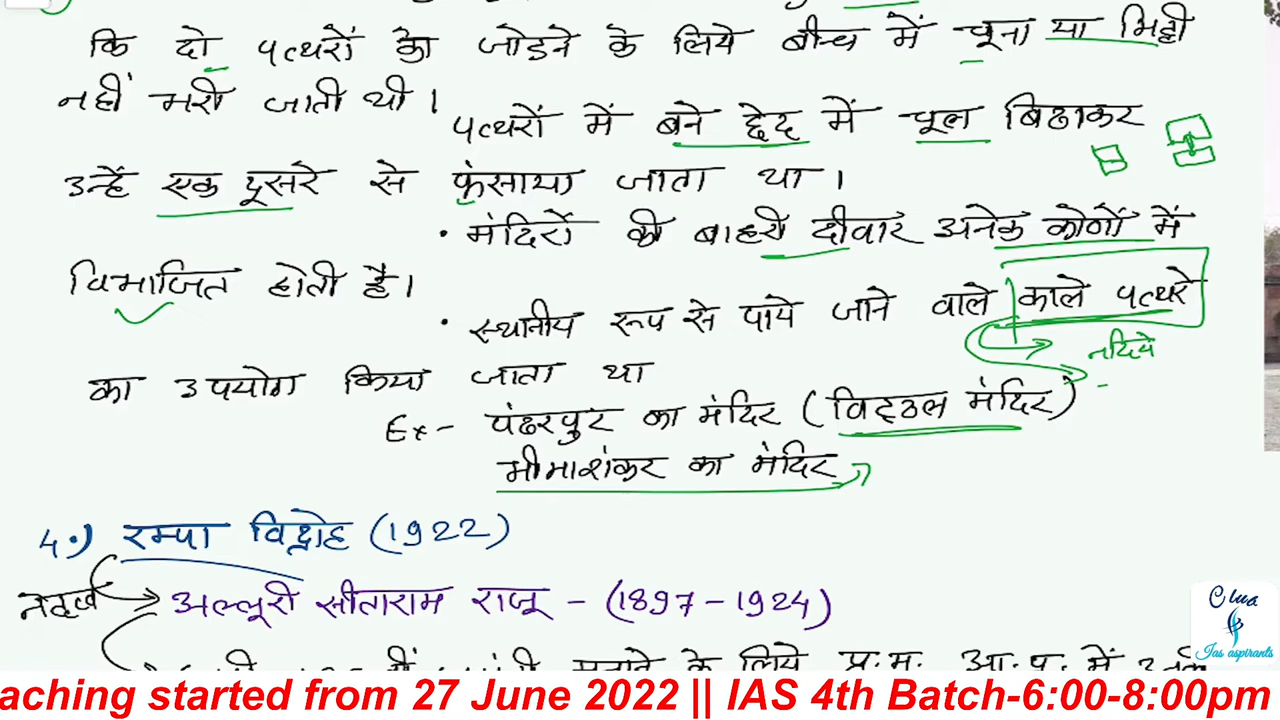 कि दो पत्थरों को जोडने के लिये बीच में चूना या मिट्टी
नहीं भरी जाती थी।
पत्थरों में बने छेद में चूल बिठाकर
उन्हें एक दूसरे से फंसाया जाता था।
• मंदिरों की बाहरी दीवार अनेक कोणों में
विभाजित होती है।
• स्थानीय रूप से पाये जाने वाले काले पत्थरो
का उपयोग किया जाता था
Ex- पंढरपुर का मंदिर (विट्ठल मंदिर)
भीमाशंकर का मंदिर
4.) रम्पा विद्रोह (1922)
अल्लूरी सीताराम राजू - (1897-1924)
के लिये प्र.म. आ.प. में
Jas aspirants
aching started from 27 June 2022 || IAS 4th Batch-6:00-8:00pm